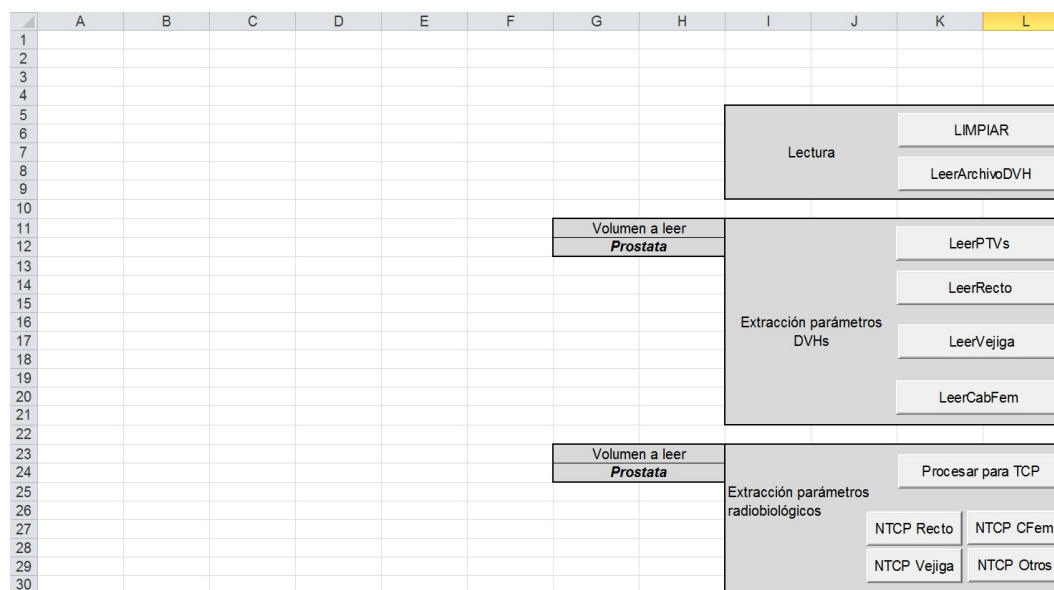 A B C D E F G H I J K L
1
2
3
4
5
6 LIMPIAR
7 Lectura
8 LeerArchivoDVH
9
10
11 Volumen a leer
12 Prostata LeerPTVs
13
14 LeerRecto
15
16 Extracción parámetros
17 DVHs LeerVejiga
18
19
20 LeerCabFem
21
22
23 Volumen a leer
24 Prostata Procesar para TCP
25 Extracción parámetros
26 radiobiológicos
27 NTCP Recto NTCP CFem
28
29 NTCP Vejiga NTCP Otros
30